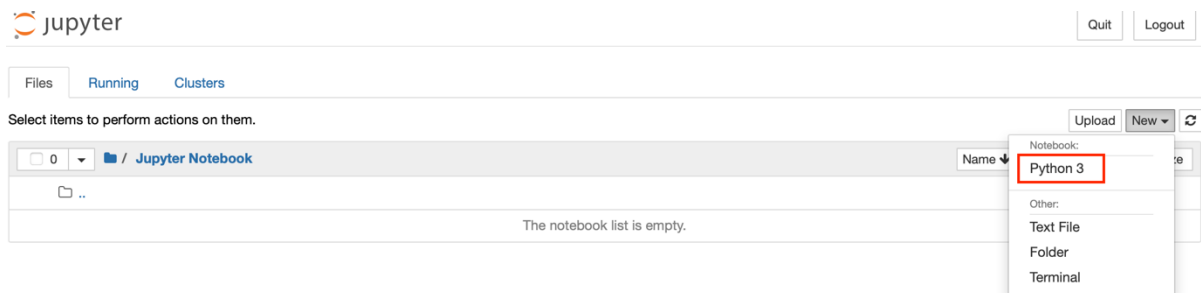 jupyter
Quit Logout
Files Running Clusters
Select items to perform actions on them.
Upload New
0 / Jupyter Notebook
Name
..
The notebook list is empty.
Notebook:
Python 3
Other:
Text File
Folder
Terminal